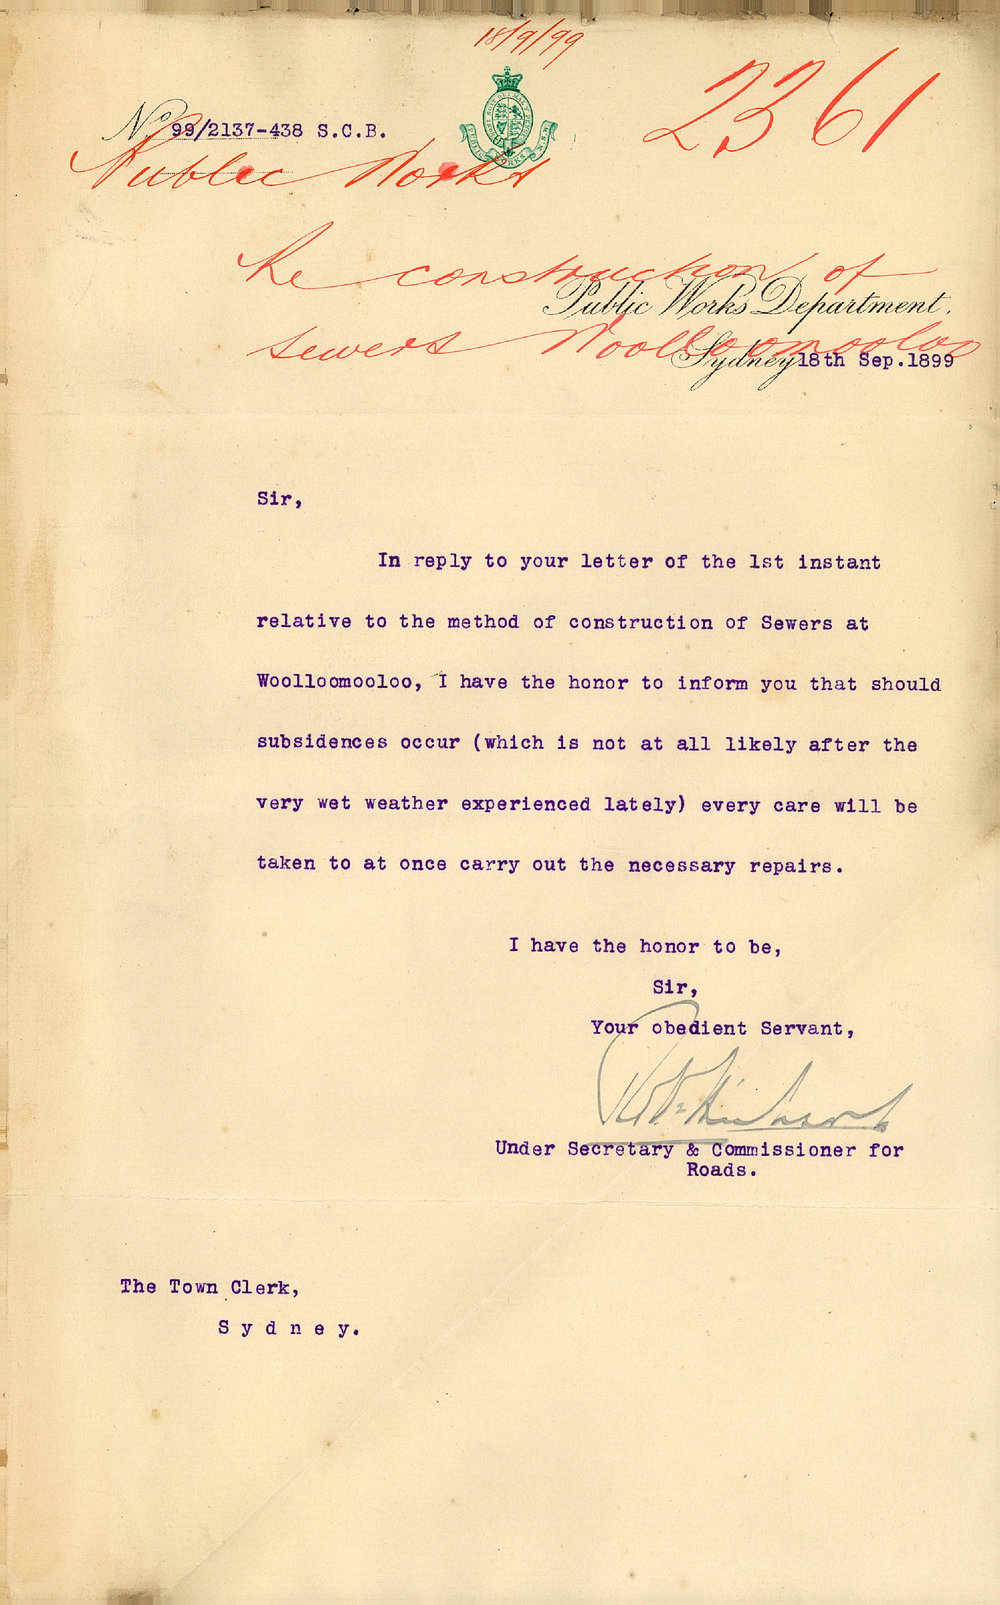 18/9/99
2361
No. 99/2137-438 S.C.B.
PUBLIC WORKS N.S.W.
Public Works
Re construction of
Public Works Department.
sewers Woolloomooloo
Sydney 18th Sep.1899
Sir,
In reply to your letter of the 1st instant
relative to the method of construction of Sewers at
Woolloomooloo, I have the honor to inform you that should
subsidences occur (which is not at all likely after the
very wet weather experienced lately) every care will be
taken to at once carry out the necessary repairs.
I have the honor to be,
Sir,
Your obedient Servant,
Under Secretary & Commissioner for
Roads.
The Town Clerk,
S y d n e y.